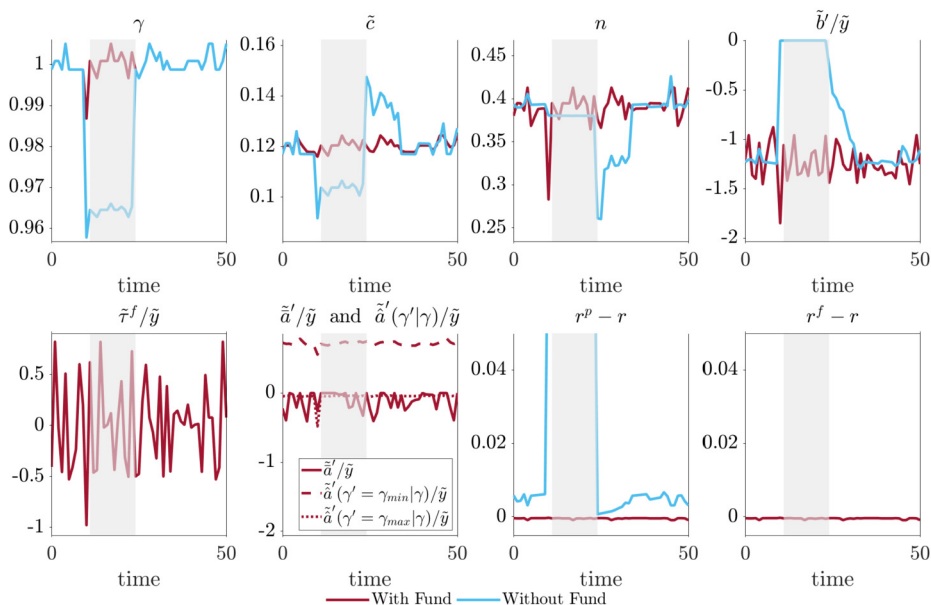 γ c̃ n b̃′/ỹ
1 0.99 0.98 0.97 0.96
0 50
time
0.16 0.14 0.12 0.1
0 50
time
0.45 0.4 0.35 0.3 0.25
0 50
time
0 -0.5 -1 -1.5 -2
0 50
time
τ̃ᶠ/ỹ ã̄′/ỹ and ã̂′(γ′|γ)/ỹ rᵖ − r rᶠ − r
0.5 0 -0.5 -1
0 50
time
0 -1 -2
ã̄′/ỹ
ã̂′(γ′ = γₘᵢₙ|γ)/ỹ
ã̂′(γ′ = γₘₐₓ|γ)/ỹ
0 50
time
0.04 0.02 0
0 50
time
0.04 0.02 0
0 50
time
With Fund Without Fund